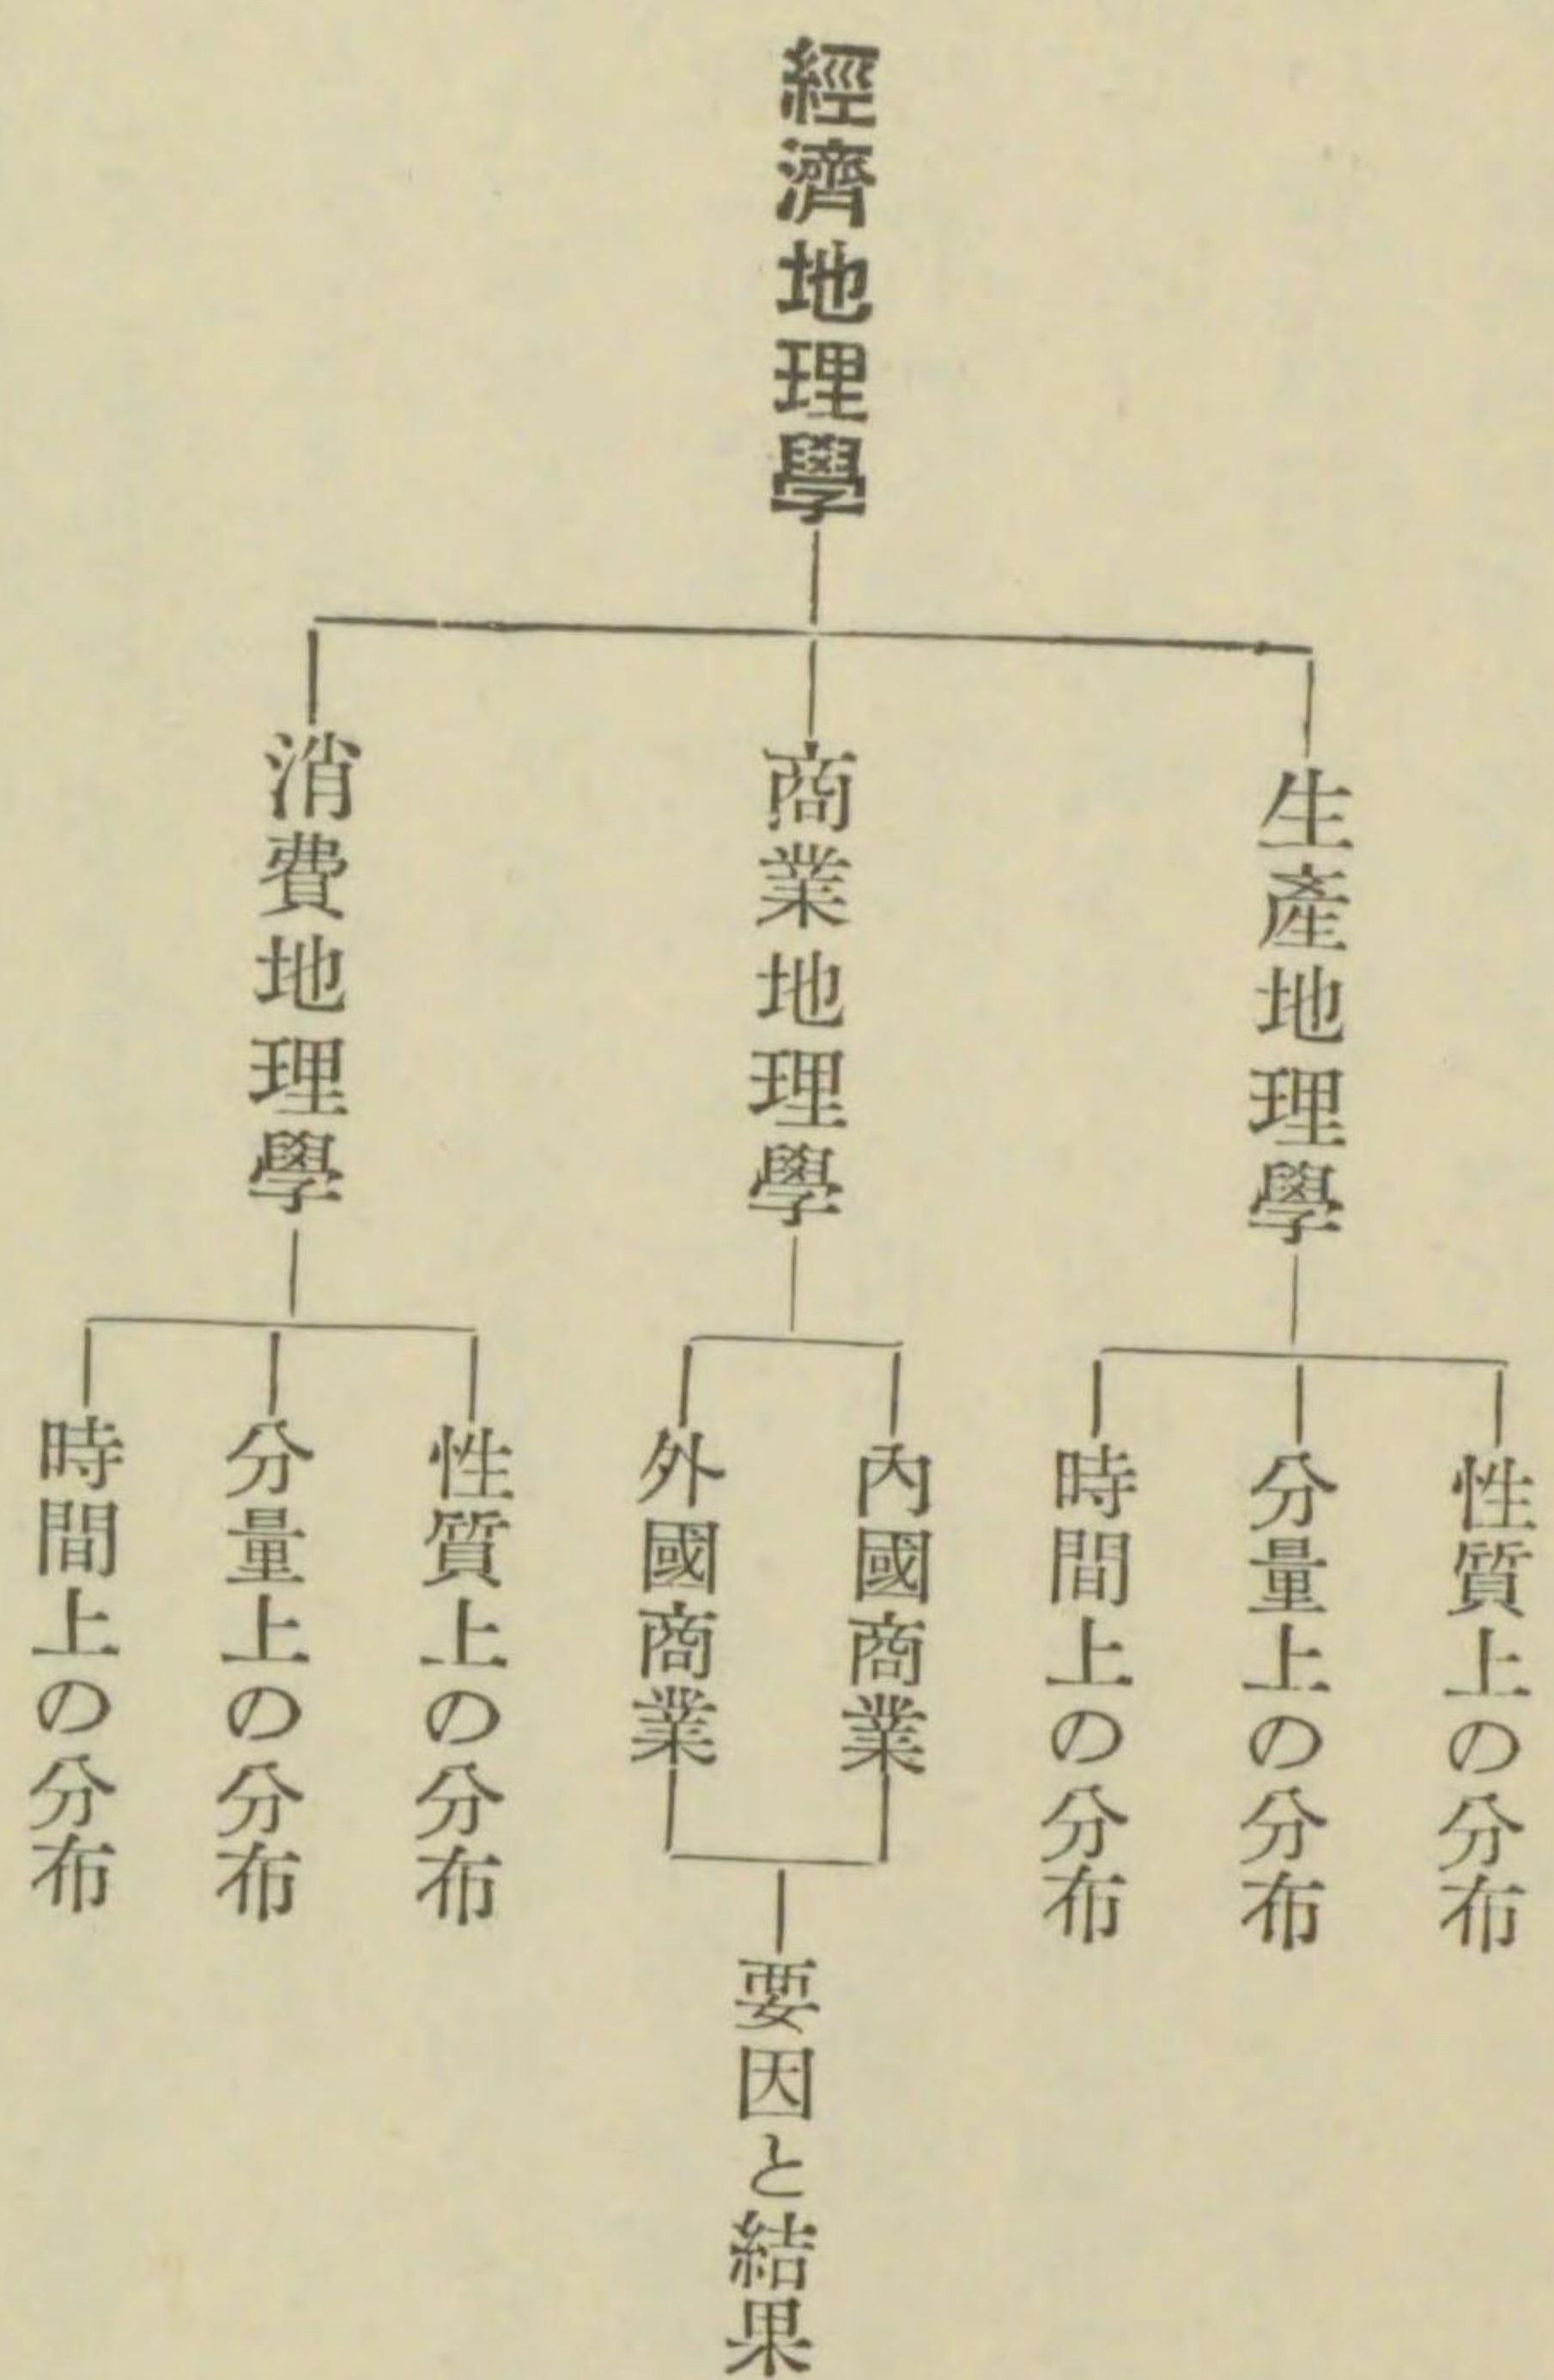 經濟地理學
生產地理學
性質上の分布
分量上の分布
時間上の分布
商業地理學
內國商業
外國商業
要因と結果
消費地理學
性質上の分布
分量上の分布
時間上の分布